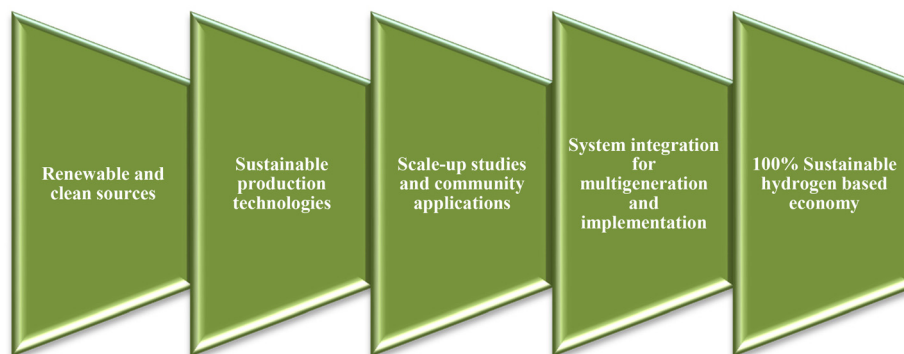 Renewable and
clean sources
Sustainable
production
technologies
Scale-up studies
and community
applications
System integration
for
multigeneration
and
implementation
100% Sustainable
hydrogen based
economy